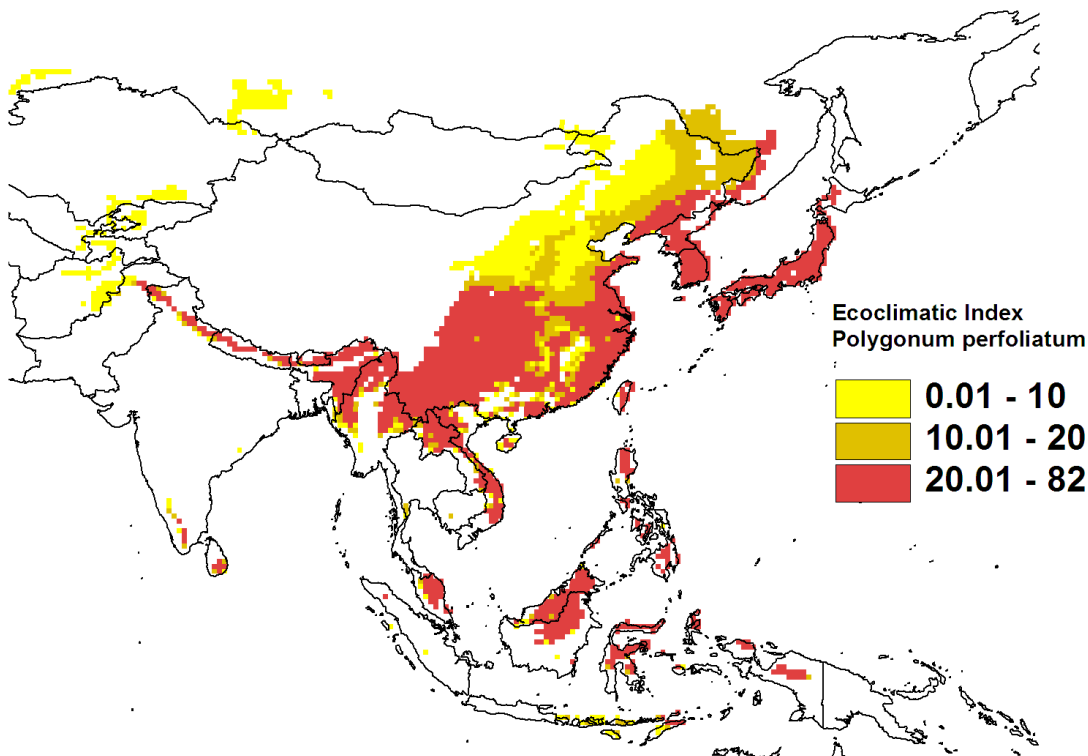 Ecoclimatic Index
Polygonum perfoliatum
0.01 - 10
10.01 - 20
20.01 - 82